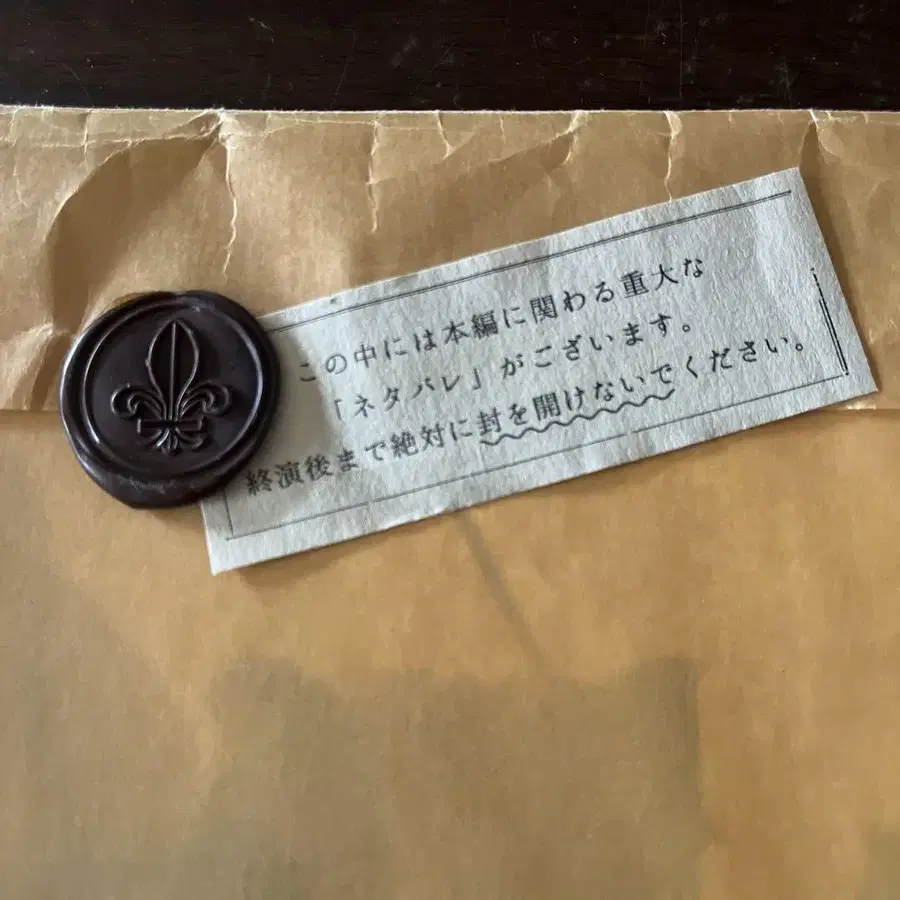 この中には本編に関わる重大な
「ネタバレ」がございます。
終演後まで絶対に封を開けないでください。